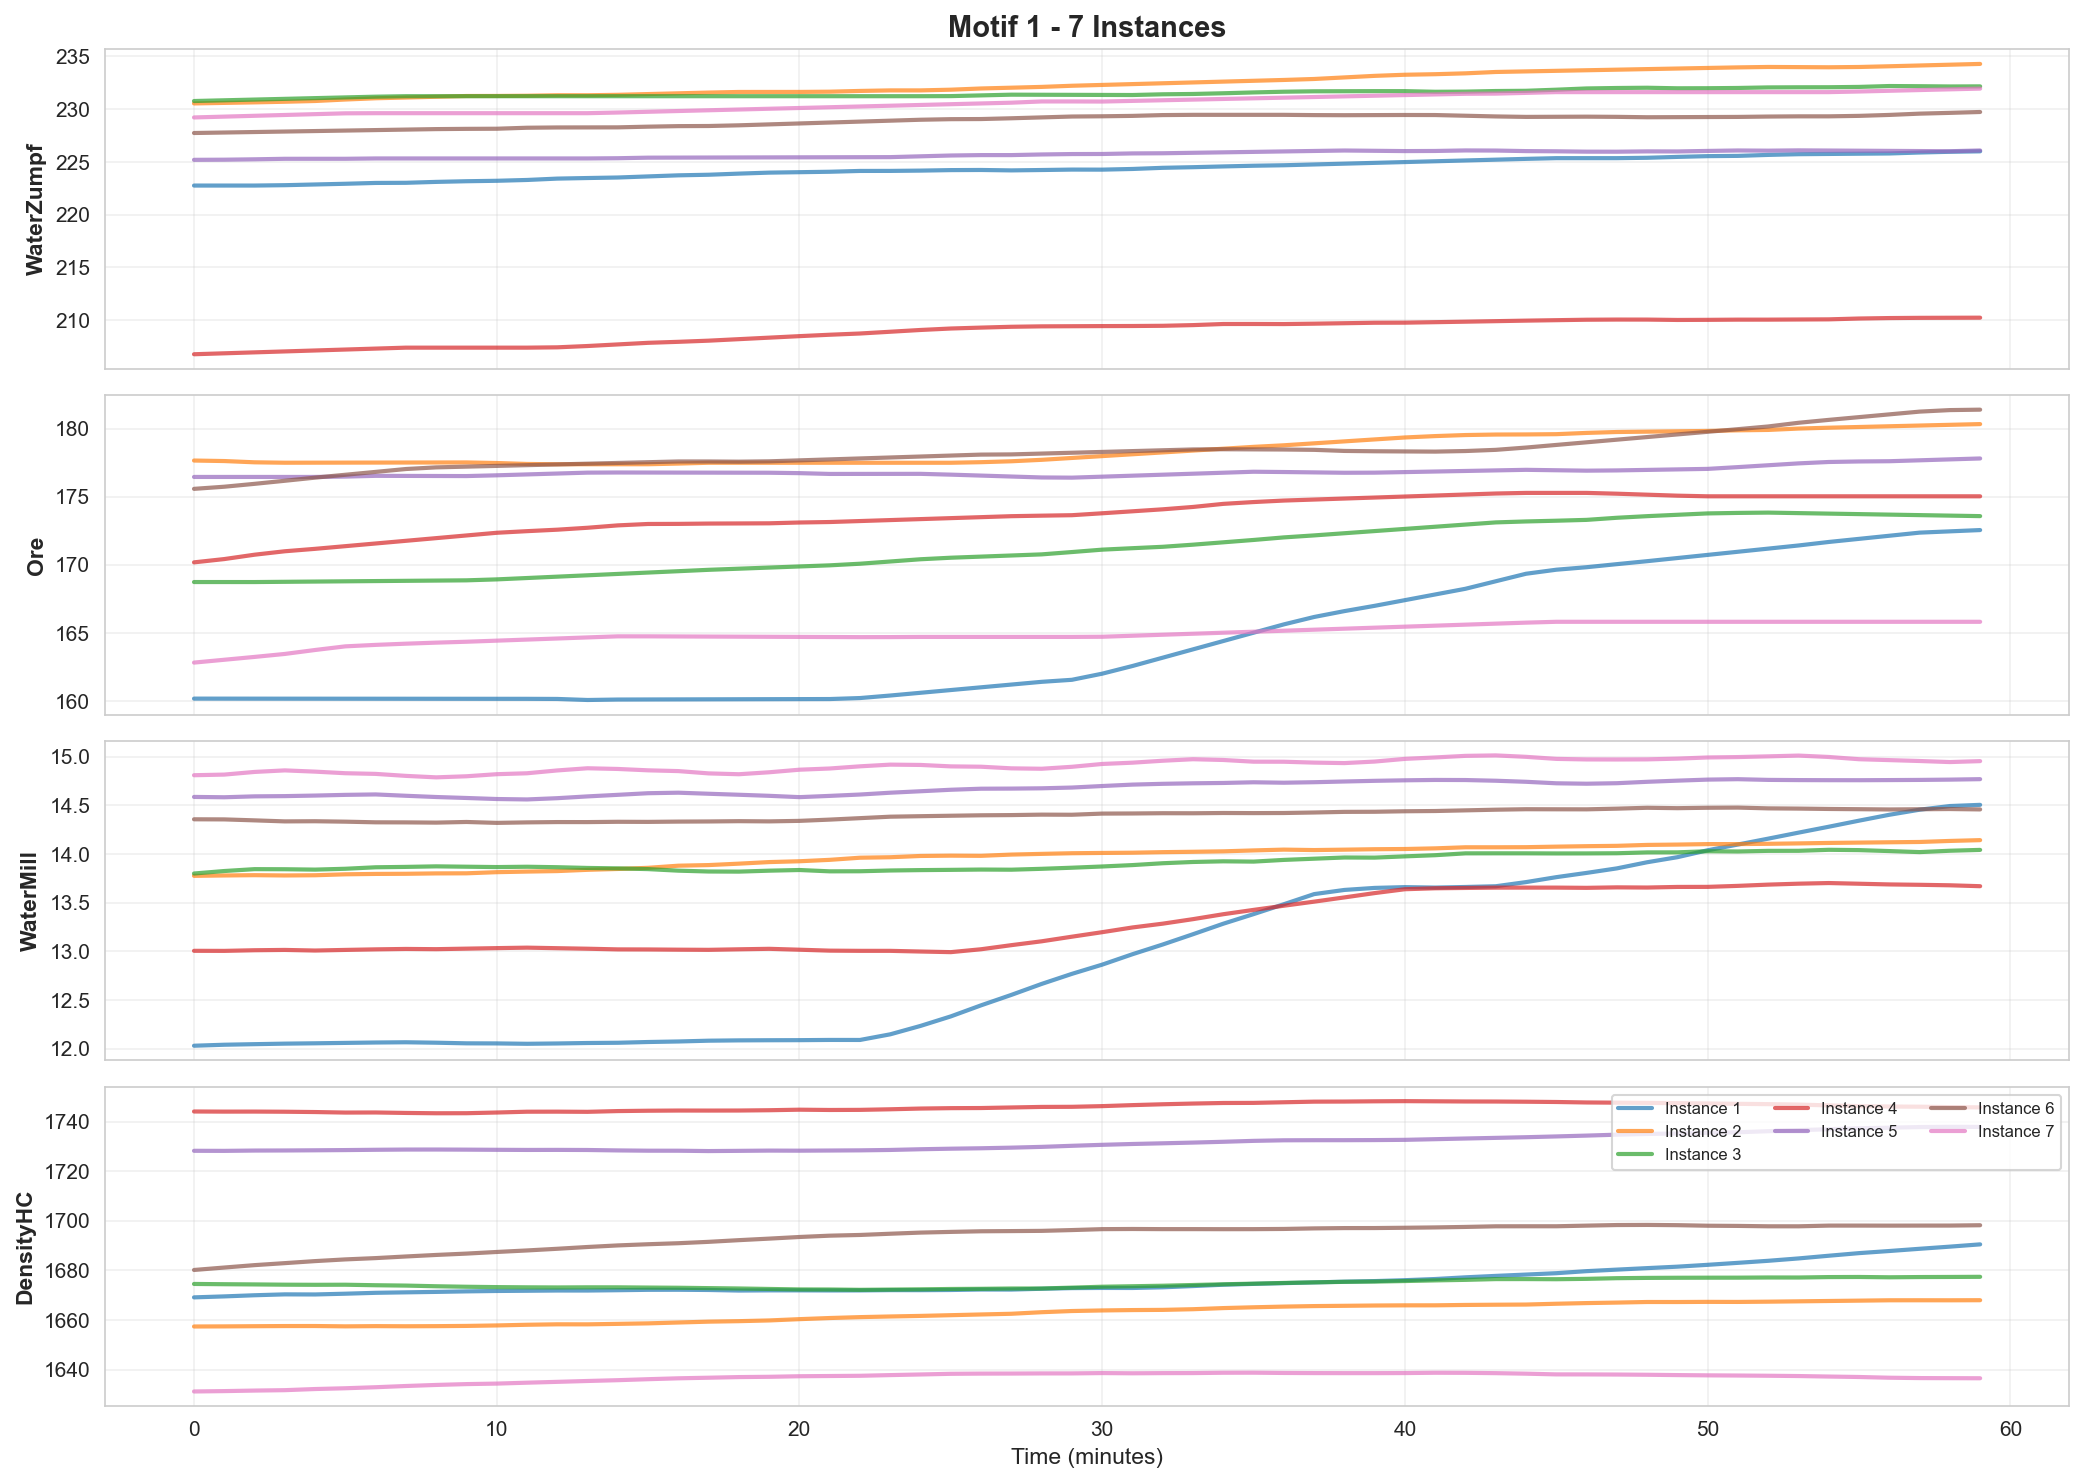 Motif 1 - 7 Instances
WaterZumpf
235
230
225
220
215
210
Ore
180
175
170
165
160
WaterMill
15.0
14.5
14.0
13.5
13.0
12.5
12.0
DensityHC
1740
1720
1700
1680
1660
1640
Instance 1 Instance 4 Instance 6
Instance 2 Instance 5 Instance 7
Instance 3
0 10 20 30 40 50 60
Time (minutes)